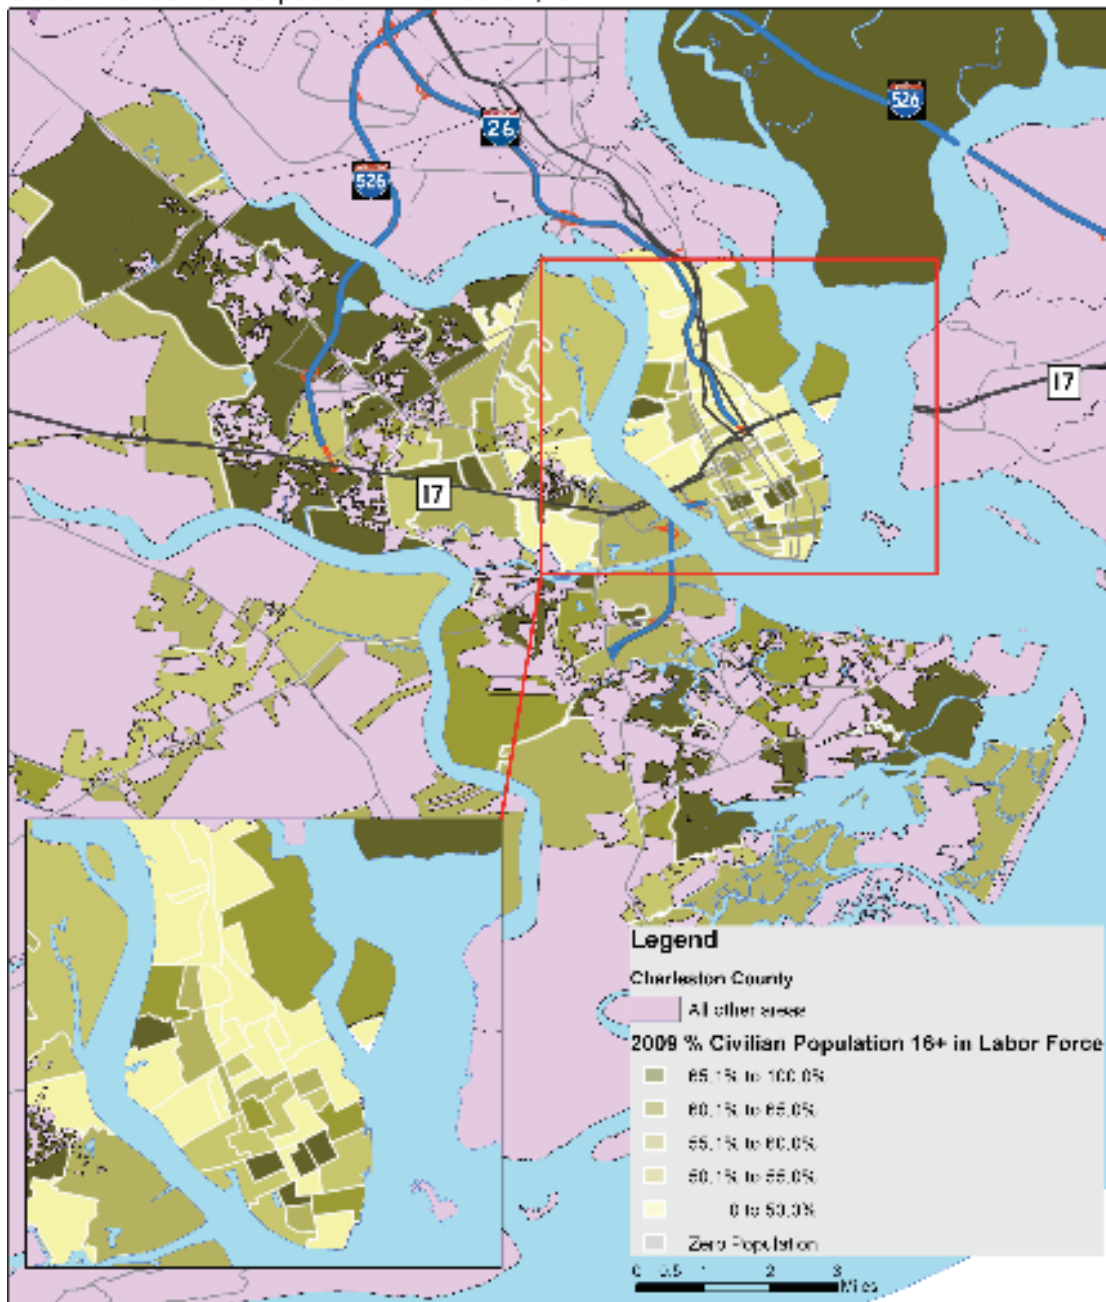 526
26
526
17
17
Legend
Charleston County
All other areas
2009 % Civilian Population 16+ in Labor Force
65.1% to 100.0%
60.1% to 65.0%
55.1% to 60.0%
50.1% to 55.0%
0 to 50.0%
Zero Population
0 0.5 1 2 3
Miles